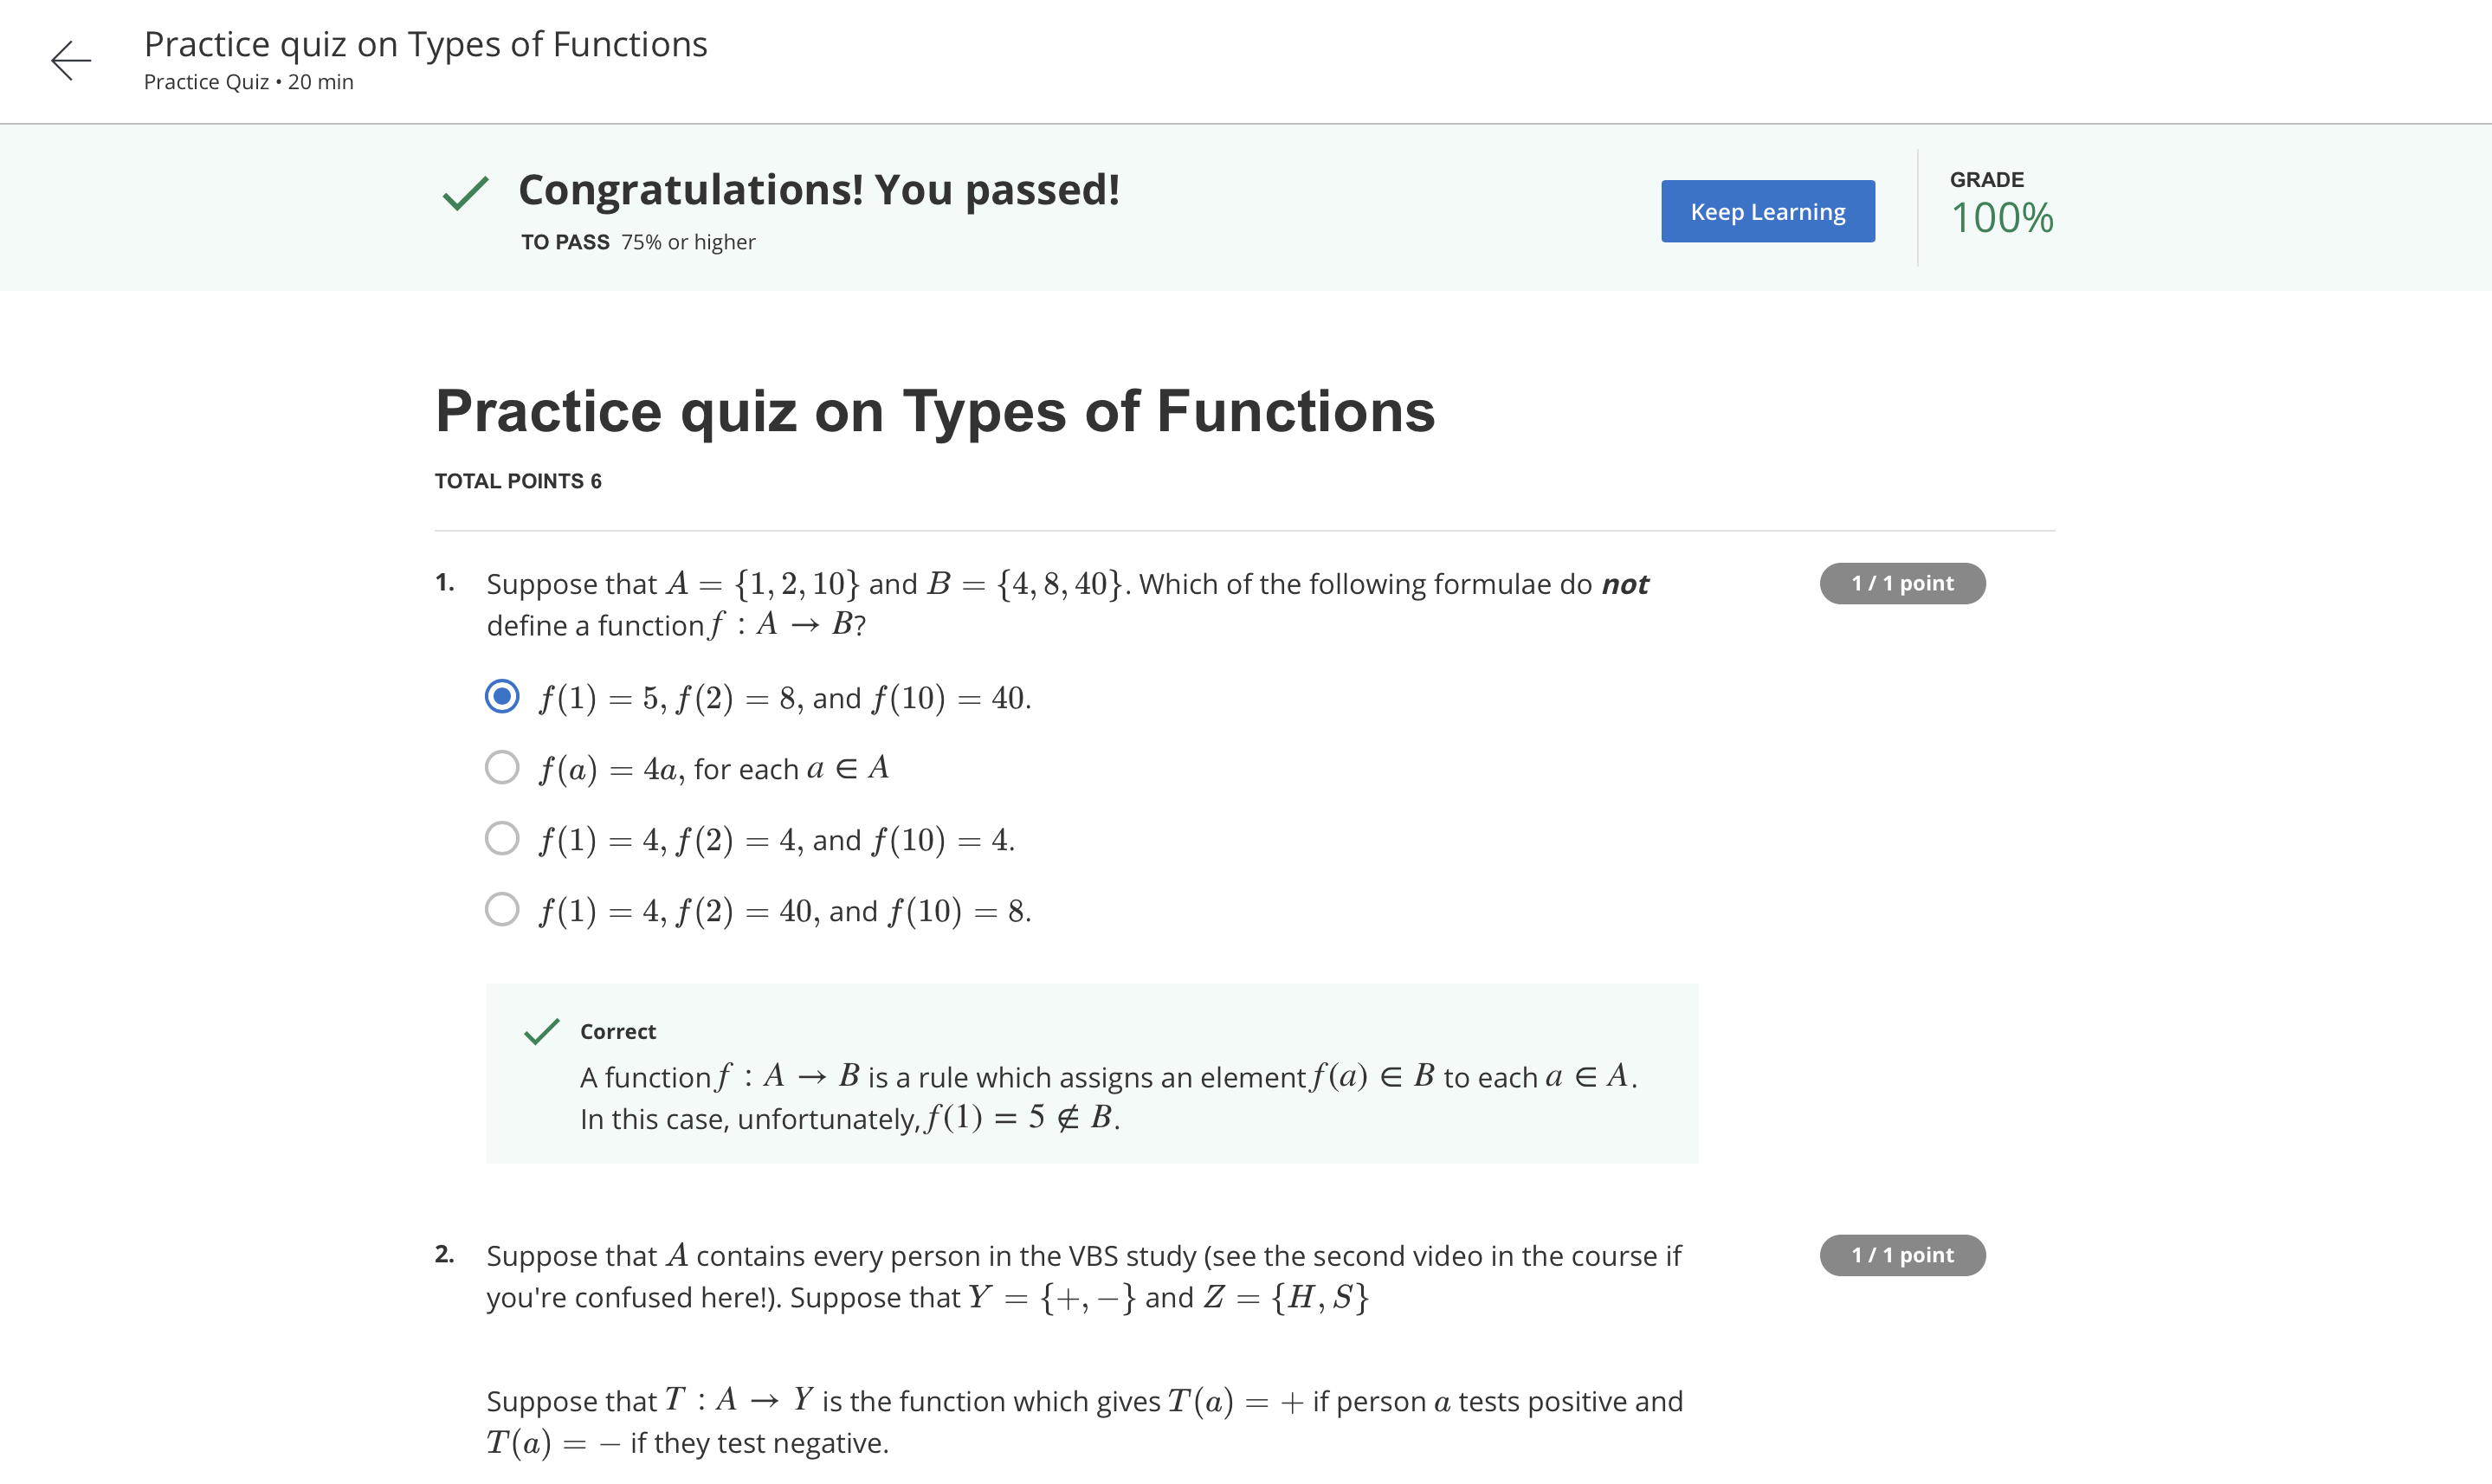 Practice quiz on Types of Functions
Practice Quiz • 20 min
Congratulations! You passed!
TO PASS 75% or higher
Keep Learning
GRADE
100%
Practice quiz on Types of Functions
TOTAL POINTS 6
1. Suppose that A = {1, 2, 10} and B = {4, 8, 40}. Which of the following formulae do not
define a function f : A → B?
1 / 1 point
f(1) = 5, f(2) = 8, and f(10) = 40.
f(a) = 4a, for each a ∈ A
f(1) = 4, f(2) = 4, and f(10) = 4.
f(1) = 4, f(2) = 40, and f(10) = 8.
Correct
A function f : A → B is a rule which assigns an element f(a) ∈ B to each a ∈ A.
In this case, unfortunately, f(1) = 5 ∉ B.
2. Suppose that A contains every person in the VBS study (see the second video in the course if
you're confused here!). Suppose that Y = {+, −} and Z = {H, S}
1 / 1 point
Suppose that T : A → Y is the function which gives T(a) = + if person a tests positive and
T(a) = − if they test negative.